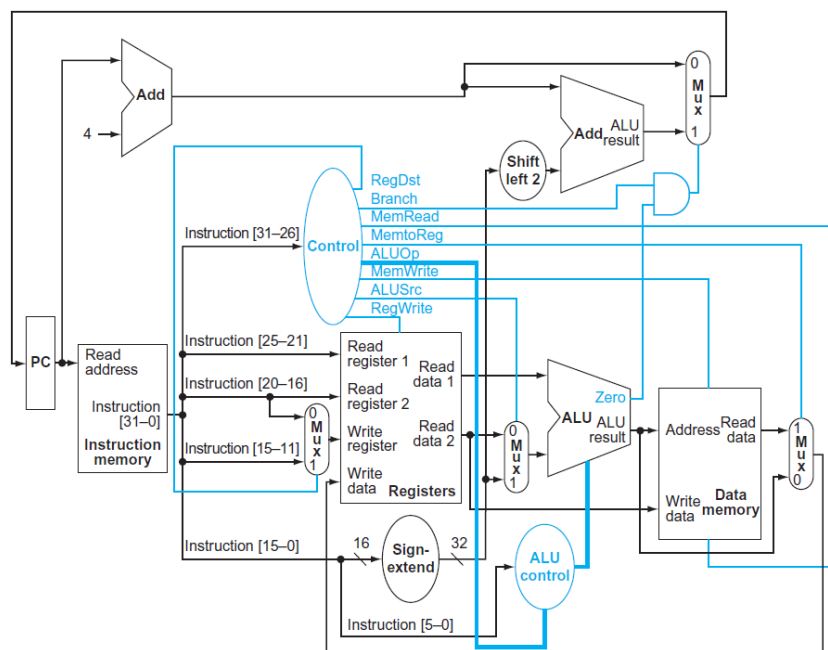 Add
4
0
M
u
x
1
Add
ALU
result
Shift
left 2
RegDst
Branch
MemRead
MemtoReg
ALUOp
MemWrite
ALUSrc
RegWrite
Control
Instruction [31–26]
Instruction [25–21]
Instruction [20–16]
Instruction [15–11]
Instruction [15–0]
Instruction [5–0]
PC
Read
address
Instruction
[31–0]
Instruction
memory
0
M
u
x
1
Read
register 1
Read
register 2
Write
register
Write
data
Read
data 1
Read
data 2
Registers
0
M
u
x
1
Zero
ALU
ALU
result
Address
Read
data
Write
data
Data
memory
1
M
u
x
0
16
Sign-
extend
32
ALU
control